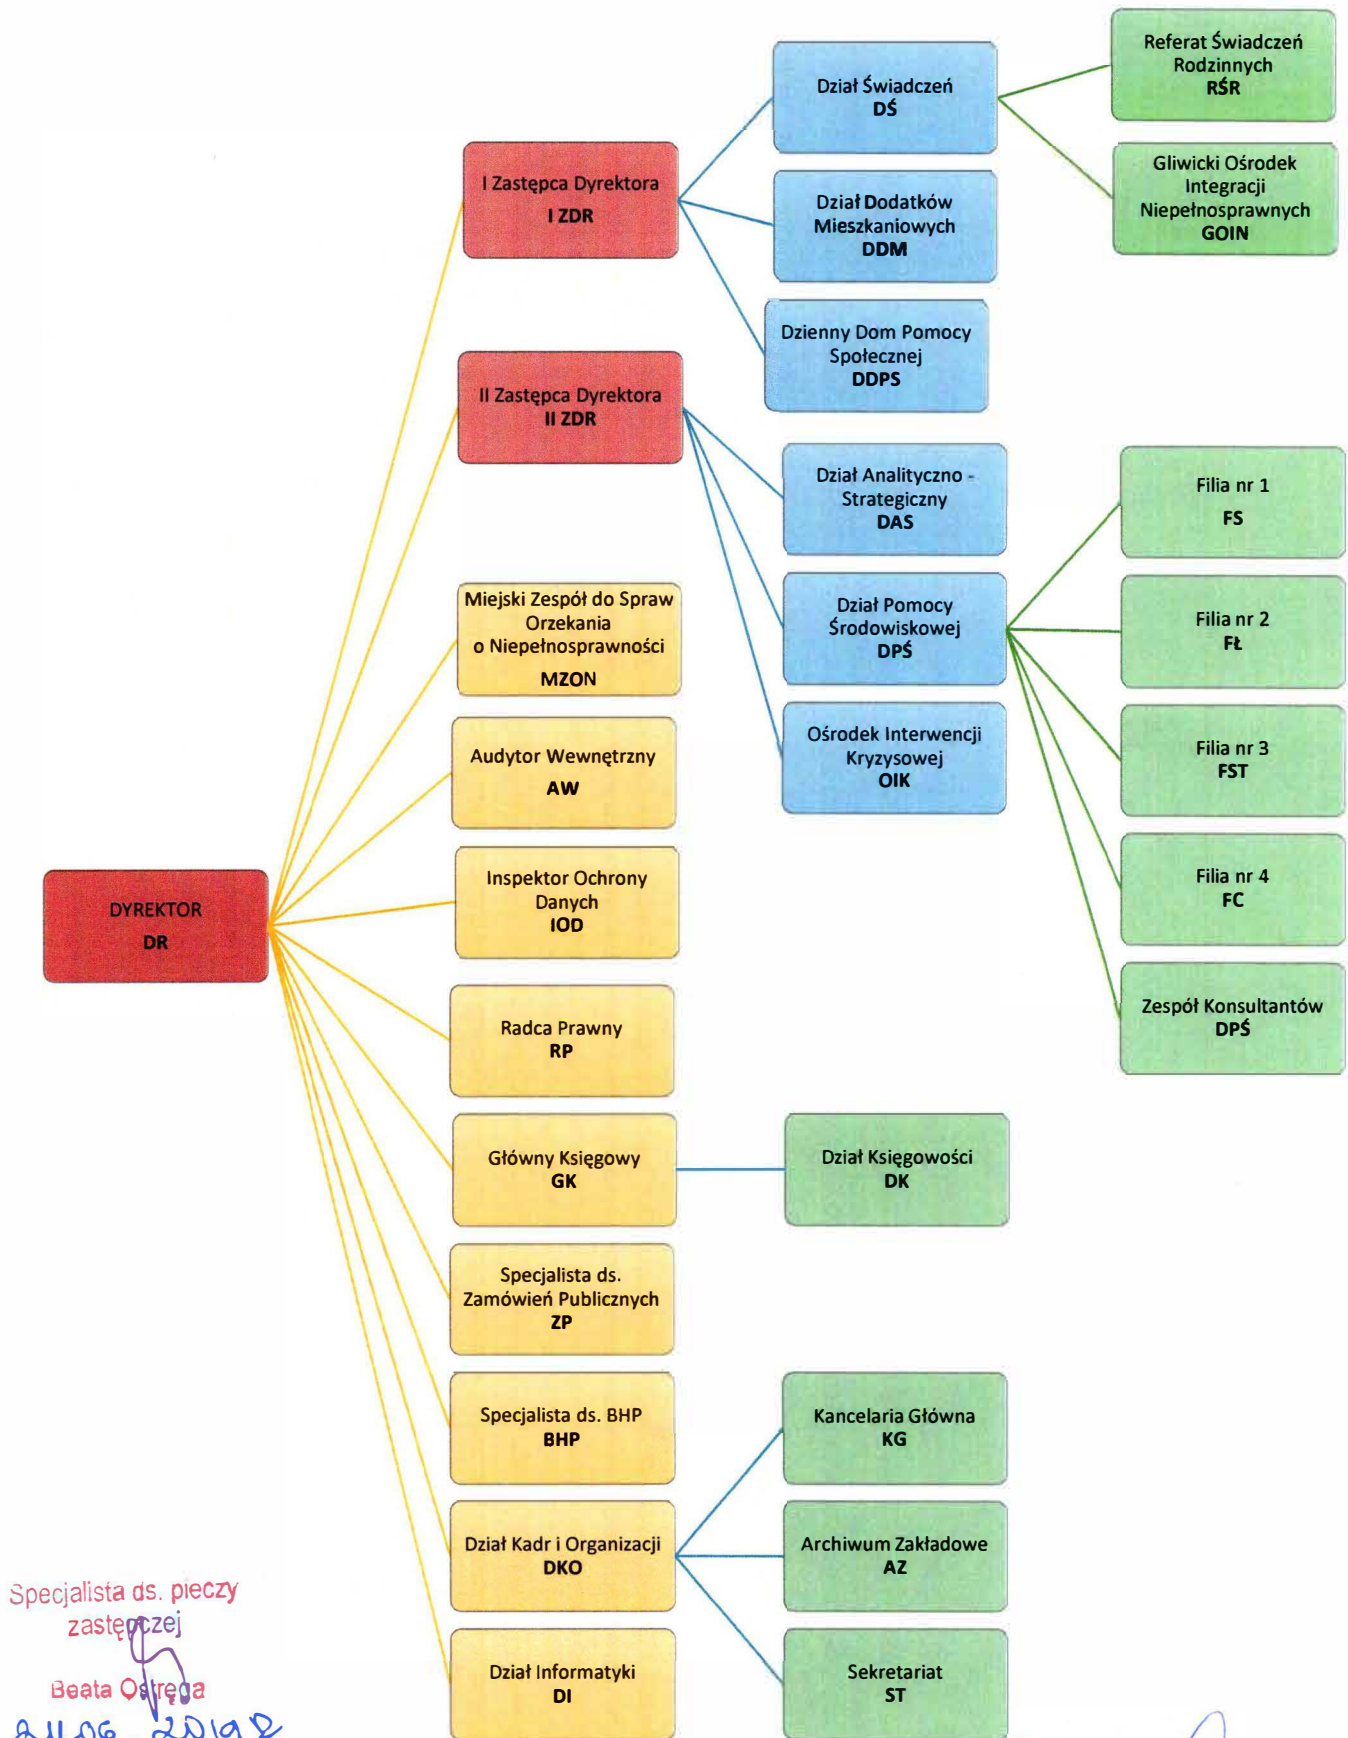 Referat Świadczeń
Rodzinnych
RŚR
Dział Świadczeń
DŚ
Gliwicki Ośrodek
Integracji
Niepełnosprawnych
GOIN
I Zastępca Dyrektora
I ZDR
Dział Dodatków
Mieszkaniowych
DDM
Dzienny Dom Pomocy
Społecznej
DDPS
II Zastępca Dyrektora
II ZDR
Dział Analityczno -
Strategiczny
DAS
Filia nr 1
FS
Dział Pomocy
Środowiskowej
DPŚ
Filia nr 2
FŁ
Miejski Zespół do Spraw
Orzekania
o Niepełnosprawności
MZON
Ośrodek Interwencji
Kryzysowej
OIK
Filia nr 3
FST
Audytor Wewnętrzny
AW
Filia nr 4
FC
Inspektor Ochrony
Danych
IOD
DYREKTOR
DR
Zespół Konsultantów
DPŚ
Radca Prawny
RP
Główny Księgowy
GK
Dział Księgowości
DK
Specjalista ds.
Zamówień Publicznych
ZP
Specjalista ds. BHP
BHP
Kancelaria Główna
KG
Dział Kadr i Organizacji
DKO
Archiwum Zakładowe
AZ
Dział Informatyki
DI
Sekretariat
ST
Specjalista ds. pieczy
zastępczej
Beata Ostręga